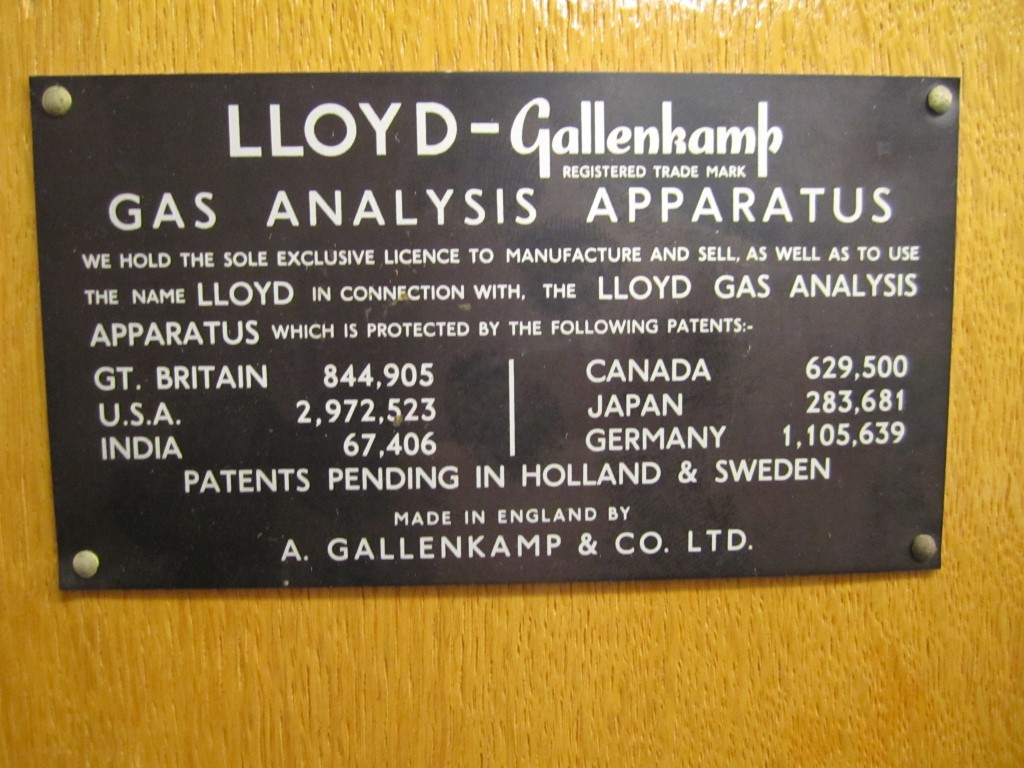 LLOYD-Gallenkamp
REGISTERED TRADE MARK
GAS ANALYSIS APPARATUS
WE HOLD THE SOLE EXCLUSIVE LICENCE TO MANUFACTURE AND SELL, AS WELL AS TO USE
THE NAME LLOYD IN CONNECTION WITH, THE LLOYD GAS ANALYSIS
APPARATUS WHICH IS PROTECTED BY THE FOLLOWING PATENTS:-
GT. BRITAIN 844,905
U.S.A. 2,972,523
INDIA 67,406
CANADA 629,500
JAPAN 283,681
GERMANY 1,105,639
PATENTS PENDING IN HOLLAND & SWEDEN
MADE IN ENGLAND BY
A. GALLENKAMP & CO. LTD.